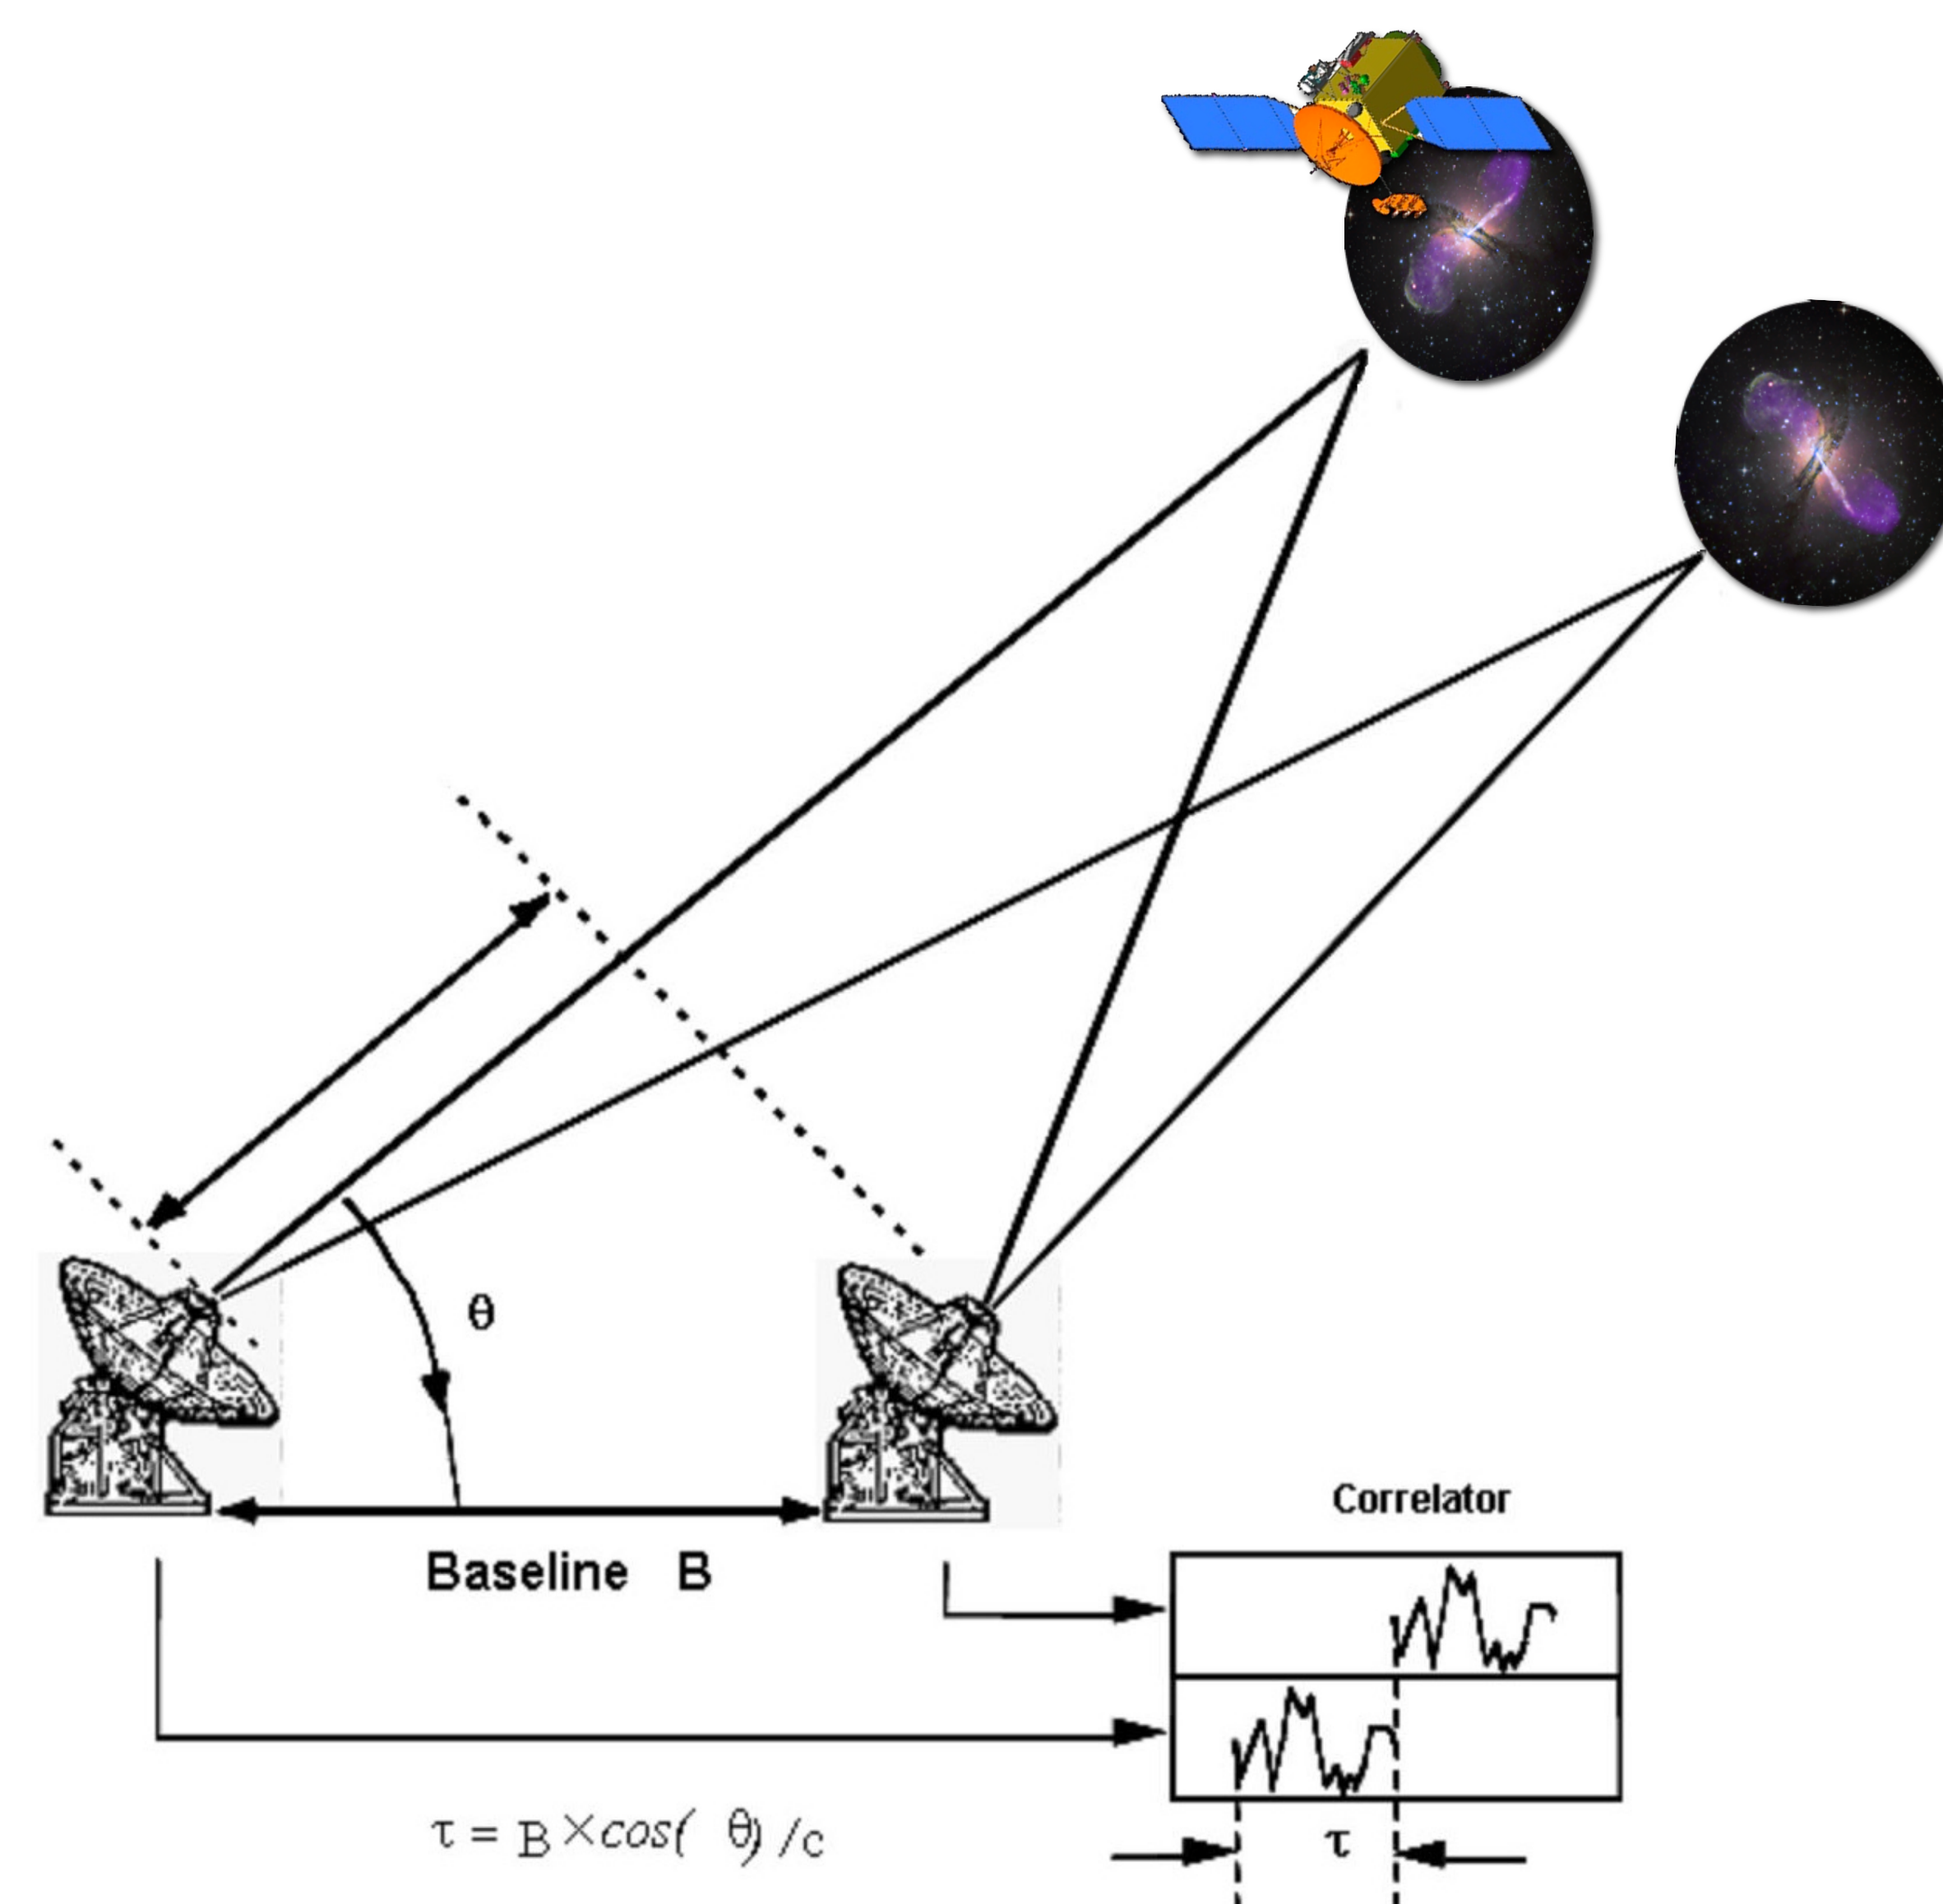 θ
Correlator
Baseline B
τ = B × cos( θ) / c
τ